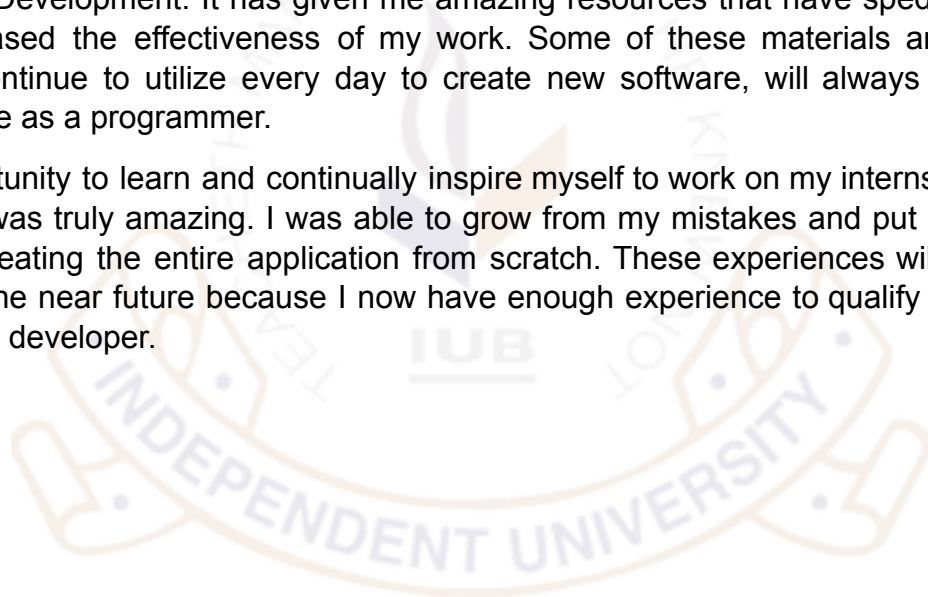 Development. It has given me amazing resources that have sped
ased the effectiveness of my work. Some of these materials
ntinue to utilize every day to create new software, will always
e as a programmer.
tunity to learn and continually inspire myself to work on my interns
was truly amazing. I was able to grow from my mistakes and put
eating the entire application from scratch. These experiences
ne near future because I now have enough experience to qualify
developer.
IUB
INDEPENDENT UNIVERSITY